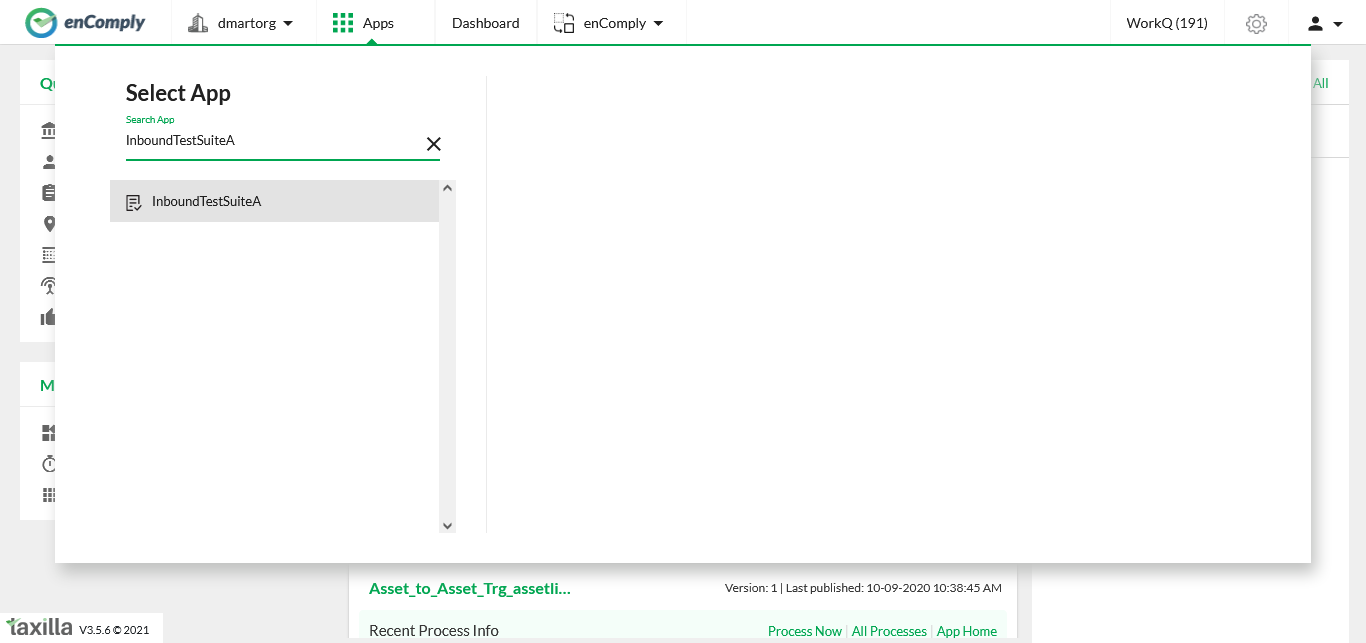 enComply dmartorg Apps Dashboard enComply WorkQ (191)
Qu
All
Select App
Search App
InboundTestSuiteA
InboundTestSuiteA
M
Asset_to_Asset_Trg_assetli... Version: 1 | Last published: 10-09-2020 10:38:45 AM
Recent Process Info Process Now | All Processes | App Home
taxilla V3.5.6 © 2021